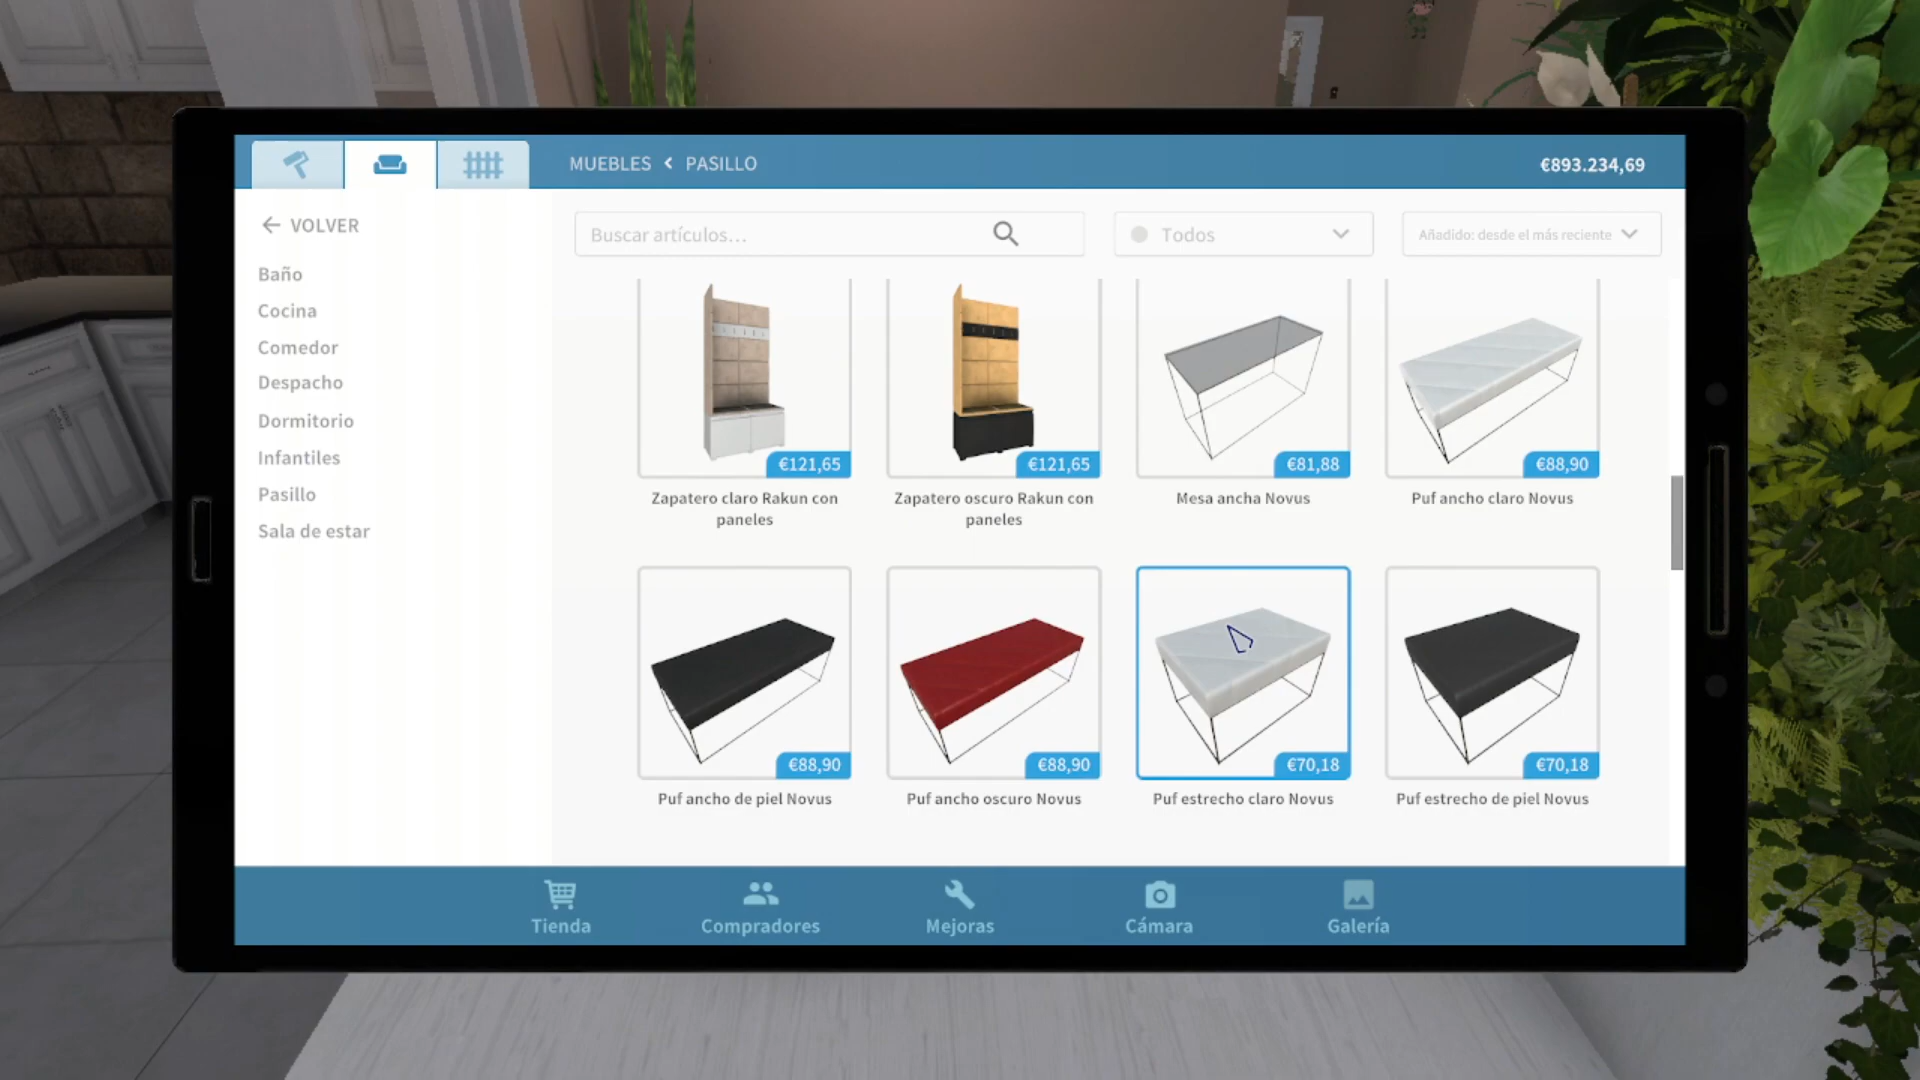 MUEBLES < PASILLO
€893.234,69
← VOLVER
Baño
Cocina
Comedor
Despacho
Dormitorio
Infantiles
Pasillo
Sala de estar
Buscar artículos...
Todos
Añadido: desde el más reciente
€121,65
€121,65
€81,88
€88,90
Zapatero claro Rakun con
paneles
Zapatero oscuro Rakun con
paneles
Mesa ancha Novus
Puf ancho claro Novus
€88,90
€88,90
€70,18
€70,18
Puf ancho de piel Novus
Puf ancho oscuro Novus
Puf estrecho claro Novus
Puf estrecho de piel Novus
Tienda
Compradores
Mejoras
Cámara
Galería